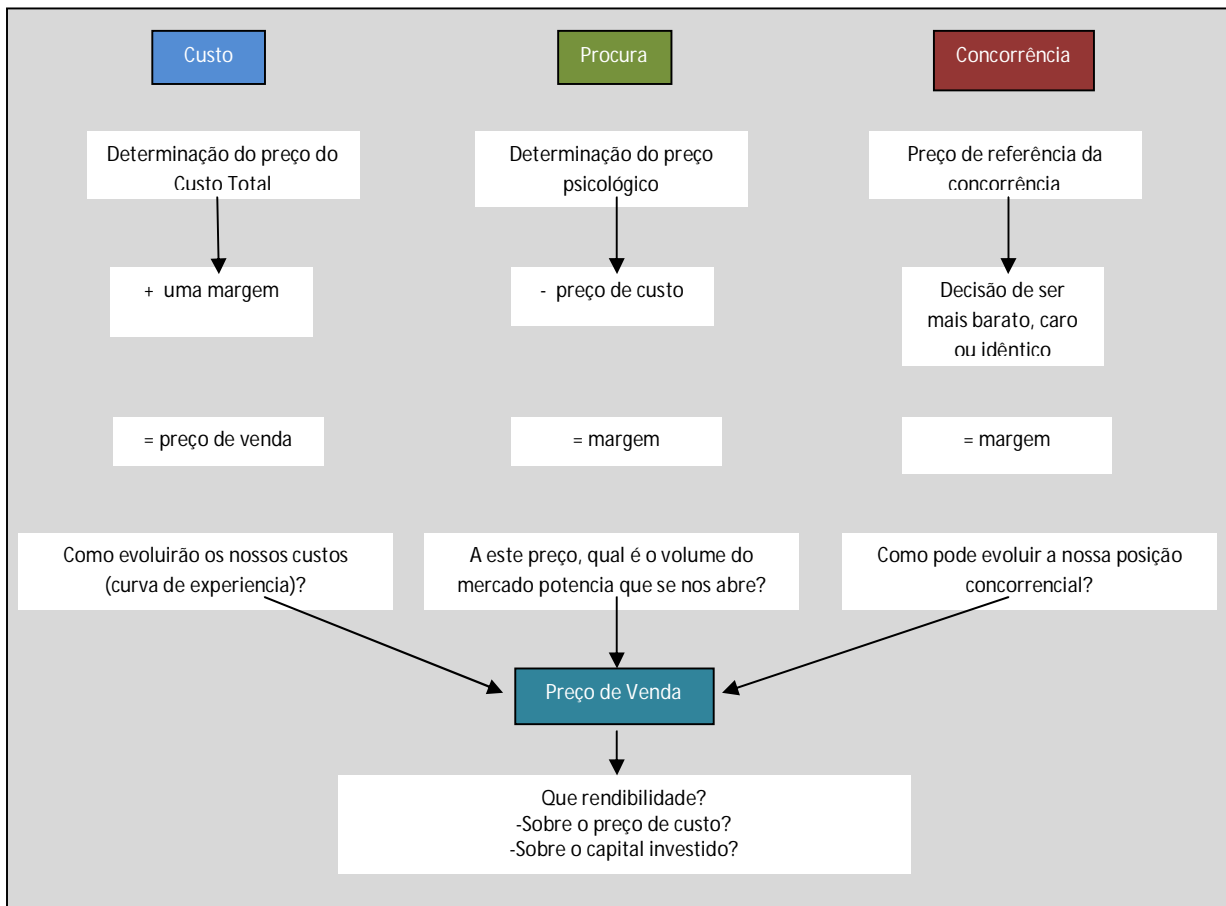 Custo
Procura
Concorrência
Determinação do preço do
Custo Total
Determinação do preço
psicológico
Preço de referência da
concorrência
+ uma margem
- preço de custo
Decisão de ser
mais barato, caro
ou idêntico
= preço de venda
= margem
= margem
Como evoluirão os nossos custos
(curva de experiencia)?
A este preço, qual é o volume do
mercado potencia que se nos abre?
Como pode evoluir a nossa posição
concorrencial?
Preço de Venda
Que rendibilidade?
-Sobre o preço de custo?
-Sobre o capital investido?